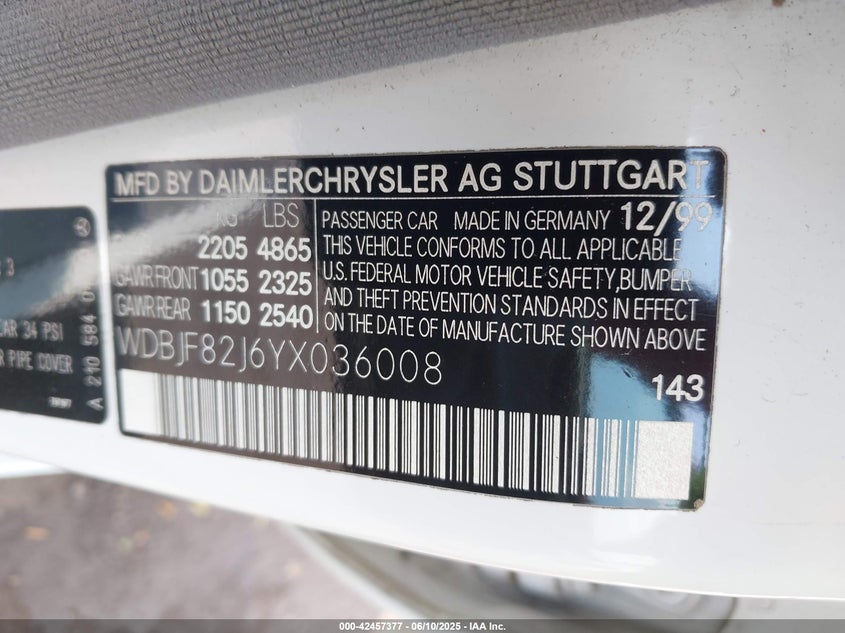 MFD BY DAIMLERCHRYSLER AG STUTTGART
KG LBS
2205 4865
GAWR FRONT 1055 2325
GAWR REAR 1150 2540
PASSENGER CAR MADE IN GERMANY 12/99
THIS VEHICLE CONFORMS TO ALL APPLICABLE
U.S. FEDERAL MOTOR VEHICLE SAFETY,BUMPER
AND THEFT PREVENTION STANDARDS IN EFFECT
ON THE DATE OF MANUFACTURE SHOWN ABOVE
WDBJF82J6YX036008
143
3
34 PSI
PIPE COVER
A 210 584 0
000-42457377 - 06/10/2025 - IAA Inc.